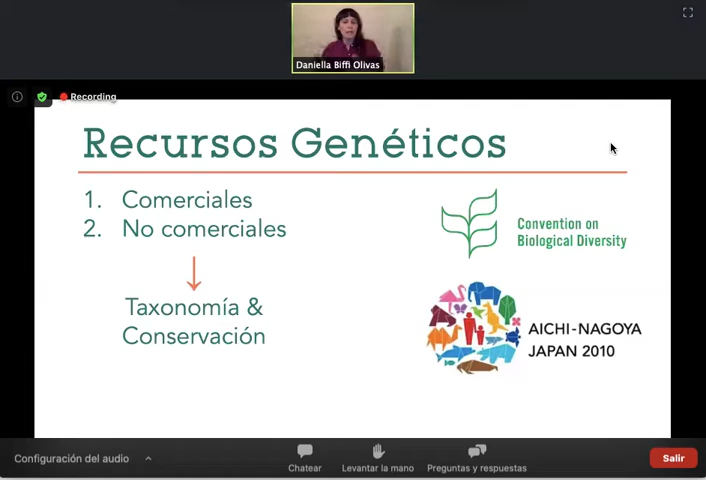 Daniella Biffi Olivas
Recording
Recursos Genéticos
1. Comerciales
2. No comerciales
Taxonomía &
Conservación
Convention on
Biological Diversity
AICHI-NAGOYA
JAPAN 2010
Configuración del audio
Chatear
Levantar la mano
Preguntas y respuestas
Salir